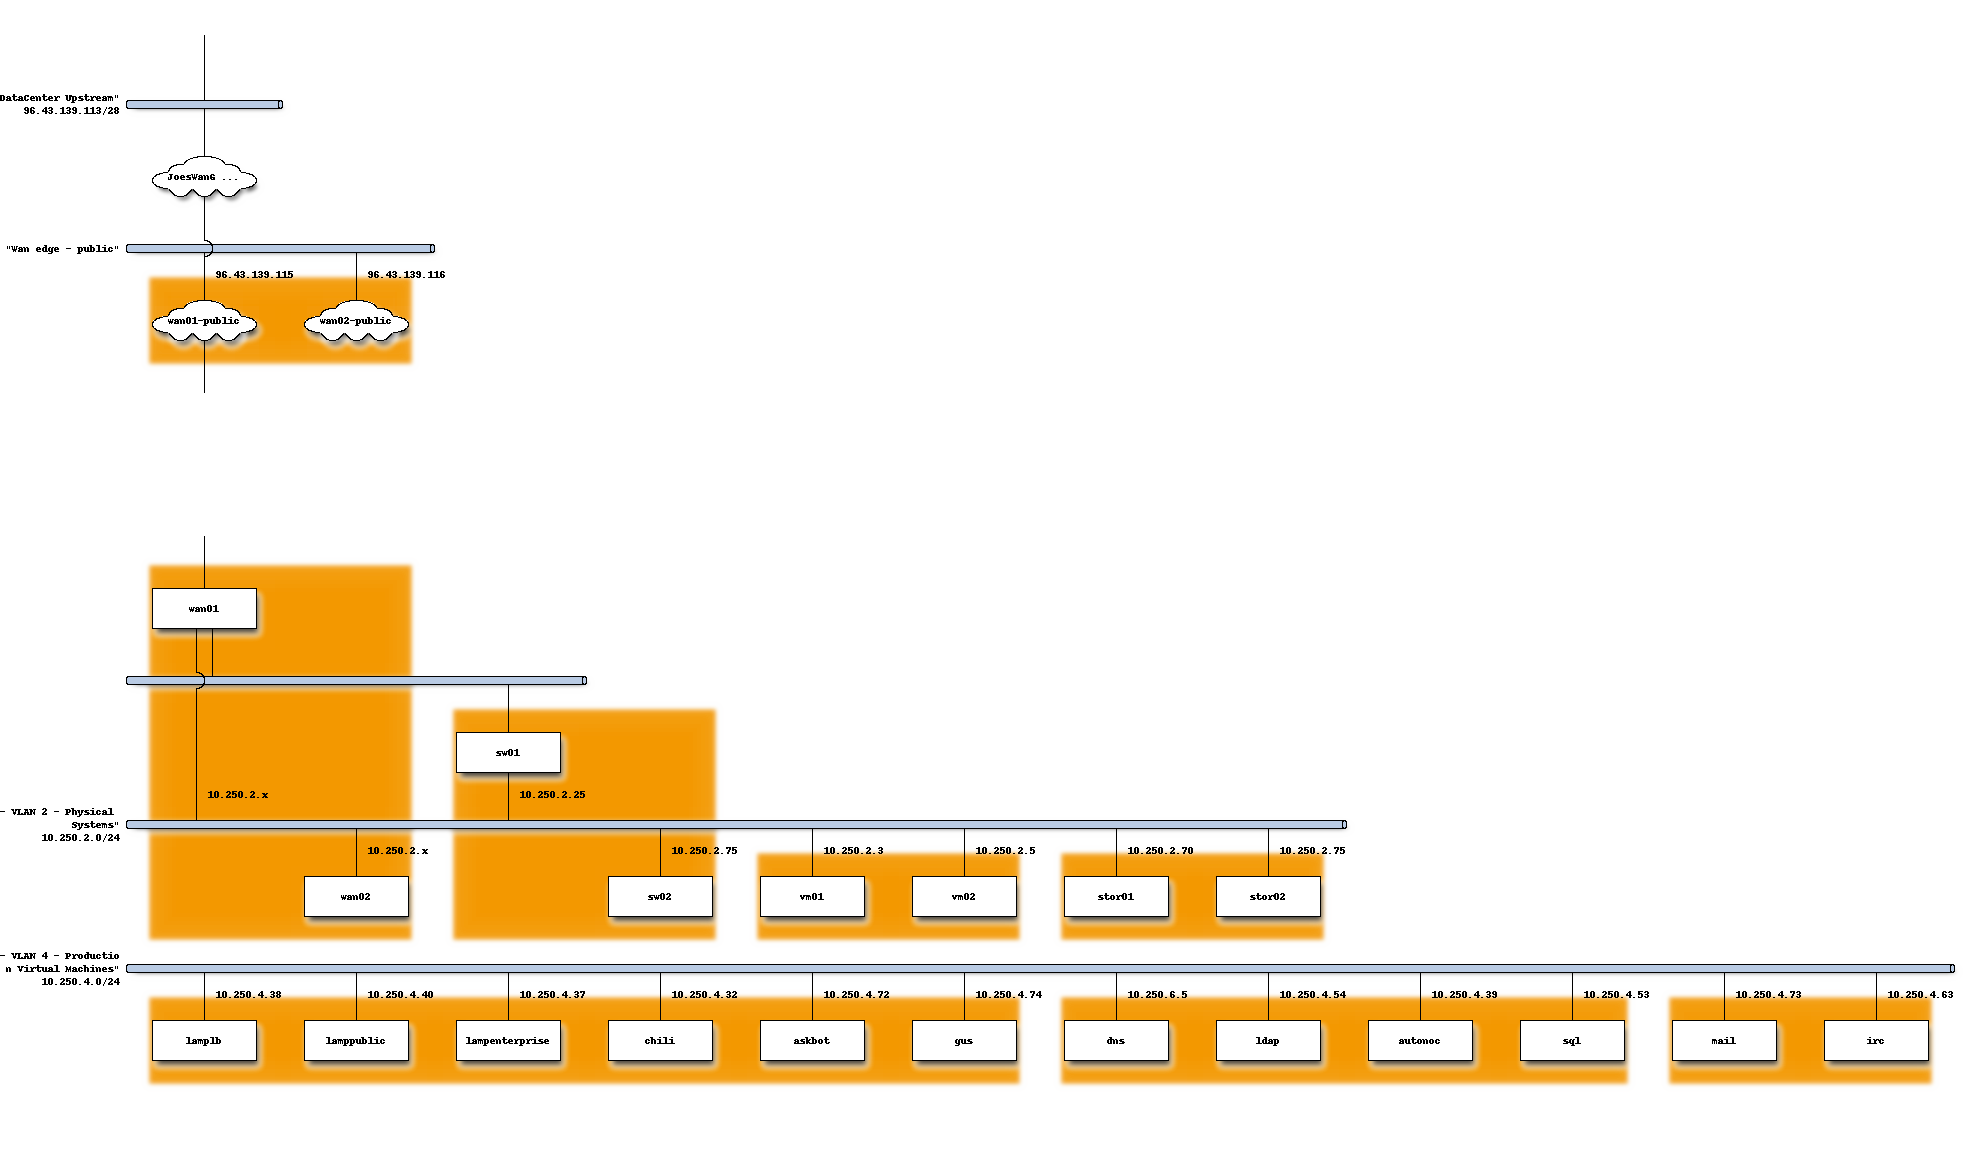 DataCenter Upstream"
96.43.139.113/28
JoesWanG ...
"Wan edge - public"
96.43.139.115
96.43.139.116
wan01-public
wan02-public
wan01
sw01
10.250.2.x
10.250.2.25
- VLAN 2 - Physical
Systems"
10.250.2.0/24
10.250.2.x
10.250.2.75
10.250.2.3
10.250.2.5
10.250.2.70
10.250.2.75
wan02
sw02
vm01
vm02
stor01
stor02
- VLAN 4 - Productio
n Virtual Machines"
10.250.4.0/24
10.250.4.38
10.250.4.40
10.250.4.37
10.250.4.32
10.250.4.72
10.250.4.74
10.250.6.5
10.250.4.54
10.250.4.39
10.250.4.53
10.250.4.73
10.250.4.63
lamplb
lamppublic
lampenterprise
chili
askbot
gus
dns
ldap
autonoc
sql
mail
irc